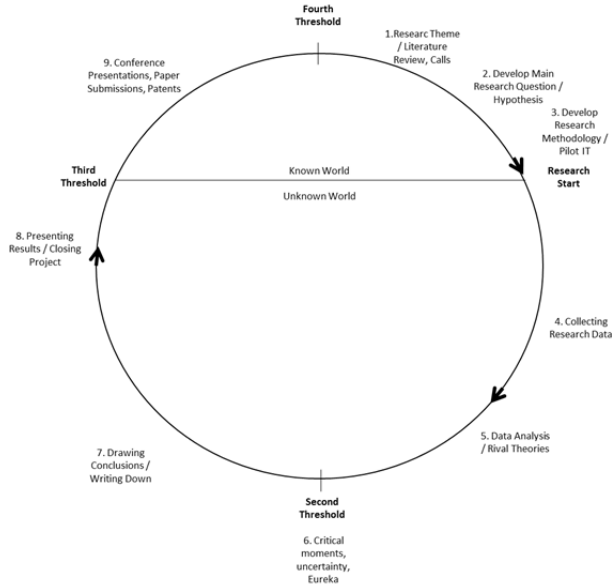 Fourth
Threshold
1.Researc Theme
/ Literature
Review, Calls
2. Develop Main
Research Question /
Hypothesis
3. Develop
Research
Methodology /
Pilot IT
Research
Start
Known World
Unknown World
4. Collecting
Research Data
5. Data Analysis
/ Rival Theories
Second
Threshold
6. Critical
moments,
uncertainty,
Eureka
7. Drawing
Conclusions /
Writing Down
8. Presenting
Results / Closing
Project
Third
Threshold
9. Conference
Presentations, Paper
Submissions, Patents